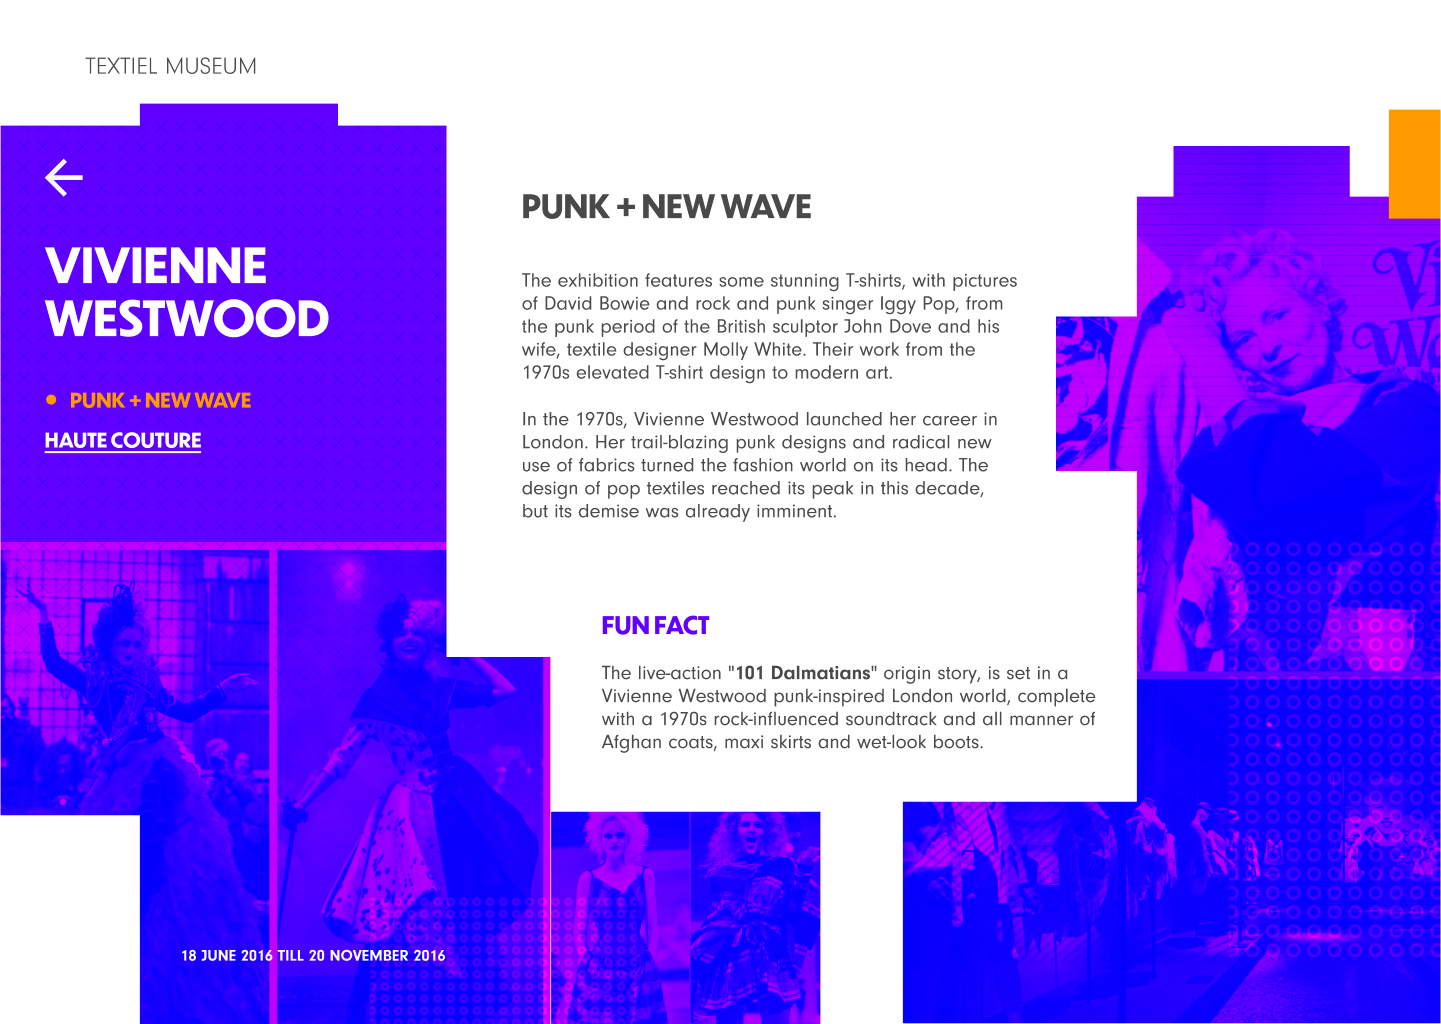 TEXTIEL MUSEUM
VIVIENNE
WESTWOOD
PUNK + NEW WAVE
HAUTE COUTURE
18 JUNE 2016 TILL 20 NOVEMBER 2016
PUNK + NEW WAVE
The exhibition features some stunning T-shirts, with pictures
of David Bowie and rock and punk singer Iggy Pop, from
the punk period of the British sculptor John Dove and his
wife, textile designer Molly White. Their work from the
1970s elevated T-shirt design to modern art.
In the 1970s, Vivienne Westwood launched her career in
London. Her trail-blazing punk designs and radical new
use of fabrics turned the fashion world on its head. The
design of pop textiles reached its peak in this decade,
but its demise was already imminent.
FUN FACT
The live-action "101 Dalmatians" origin story, is set in a
Vivienne Westwood punk-inspired London world, complete
with a 1970s rock-influenced soundtrack and all manner of
Afghan coats, maxi skirts and wet-look boots.